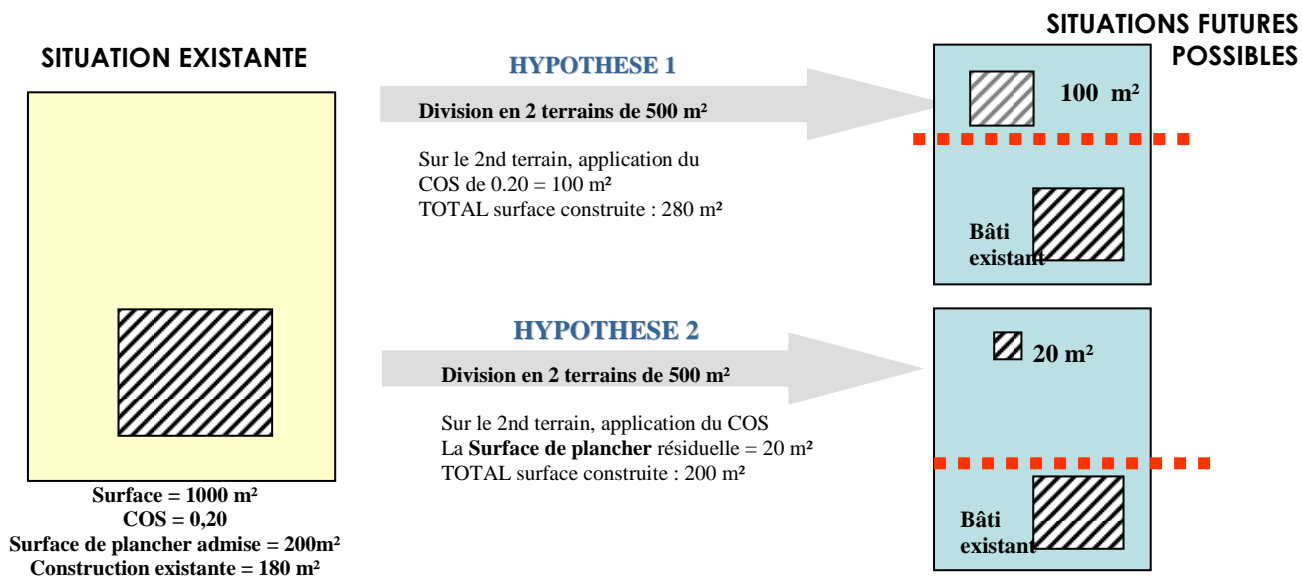 SITUATION EXISTANTE
Surface = 1000 m²
COS = 0,20
Surface de plancher admise = 200m²
Construction existante = 180 m²
HYPOTHESE 1
Division en 2 terrains de 500 m²
Sur le 2nd terrain, application du
COS de 0.20 = 100 m²
TOTAL surface construite : 280 m²
HYPOTHESE 2
Division en 2 terrains de 500 m²
Sur le 2nd terrain, application du COS
La Surface de plancher résiduelle = 20 m²
TOTAL surface construite : 200 m²
SITUATIONS FUTURES
POSSIBLES
100 m²
Bâti
existant
20 m²
Bâti
existant